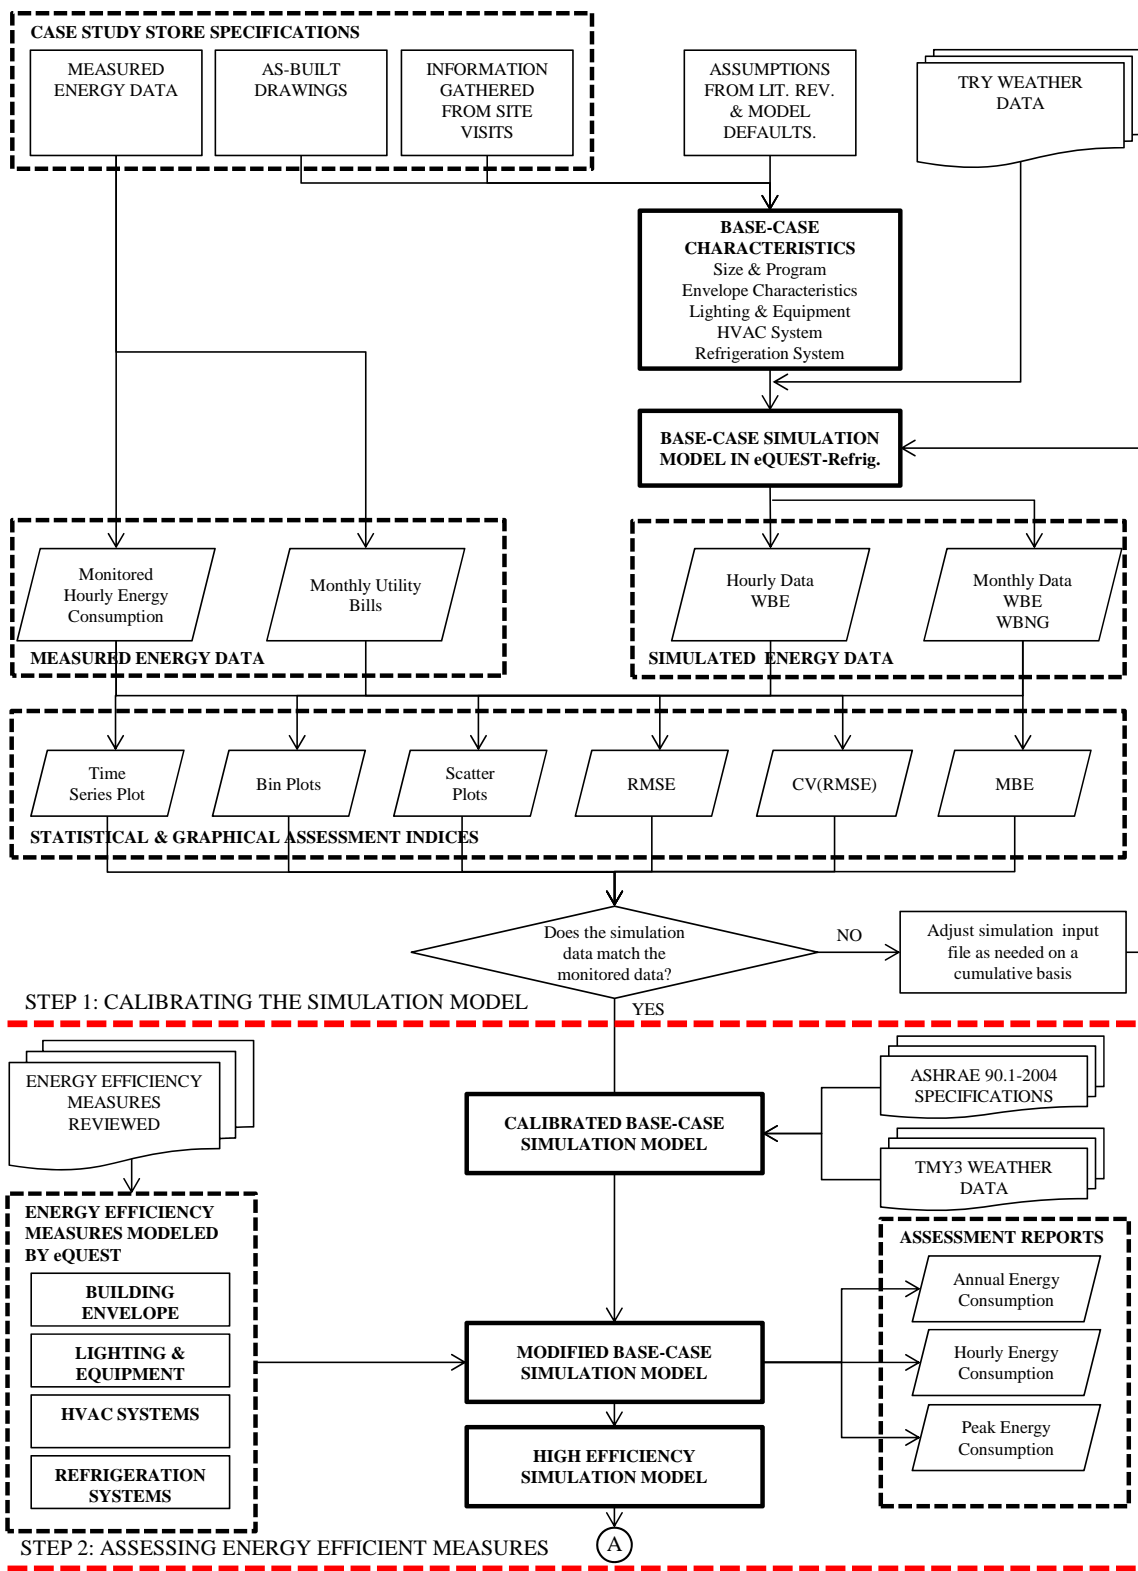 CASE STUDY STORE SPECIFICATIONS
MEASURED
ENERGY DATA
AS-BUILT
DRAWINGS
INFORMATION
GATHERED
FROM SITE
VISITS
ASSUMPTIONS
FROM LIT. REV.
& MODEL
DEFAULTS.
TRY WEATHER
DATA
BASE-CASE
CHARACTERISTICS
Size & Program
Envelope Characteristics
Lighting & Equipment
HVAC System
Refrigeration System
BASE-CASE SIMULATION
MODEL IN eQUEST-Refrig.
Monitored
Hourly Energy
Consumption
Monthly Utility
Bills
MEASURED ENERGY DATA
Hourly Data
WBE
Monthly Data
WBE
WBNG
SIMULATED ENERGY DATA
Time
Series Plot
Bin Plots
Scatter
Plots
RMSE
CV(RMSE)
MBE
STATISTICAL & GRAPHICAL ASSESSMENT INDICES
Does the simulation
data match the
monitored data?
NO
Adjust simulation input
file as needed on a
cumulative basis
YES
STEP 1: CALIBRATING THE SIMULATION MODEL
ENERGY EFFICIENCY
MEASURES
REVIEWED
ASHRAE 90.1-2004
SPECIFICATIONS
CALIBRATED BASE-CASE
SIMULATION MODEL
TMY3 WEATHER
DATA
ENERGY EFFICIENCY
MEASURES MODELED
BY eQUEST
BUILDING
ENVELOPE
LIGHTING &
EQUIPMENT
HVAC SYSTEMS
REFRIGERATION
SYSTEMS
MODIFIED BASE-CASE
SIMULATION MODEL
HIGH EFFICIENCY
SIMULATION MODEL
ASSESSMENT REPORTS
Annual Energy
Consumption
Hourly Energy
Consumption
Peak Energy
Consumption
A
STEP 2: ASSESSING ENERGY EFFICIENT MEASURES